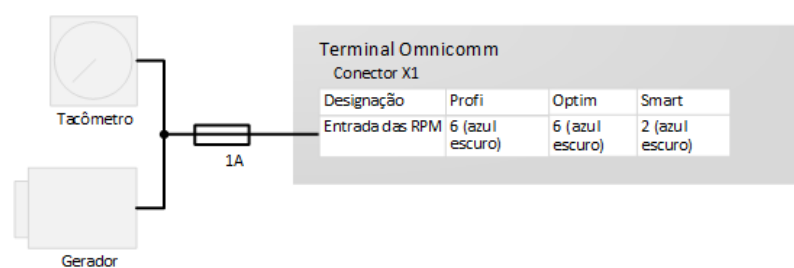 Terminal Omnicomm
Conector X1
Designação Profi Optim Smart
Entrada das RPM 6 (azul escuro) 6 (azul escuro) 2 (azul escuro)
Tacômetro
1A
Gerador